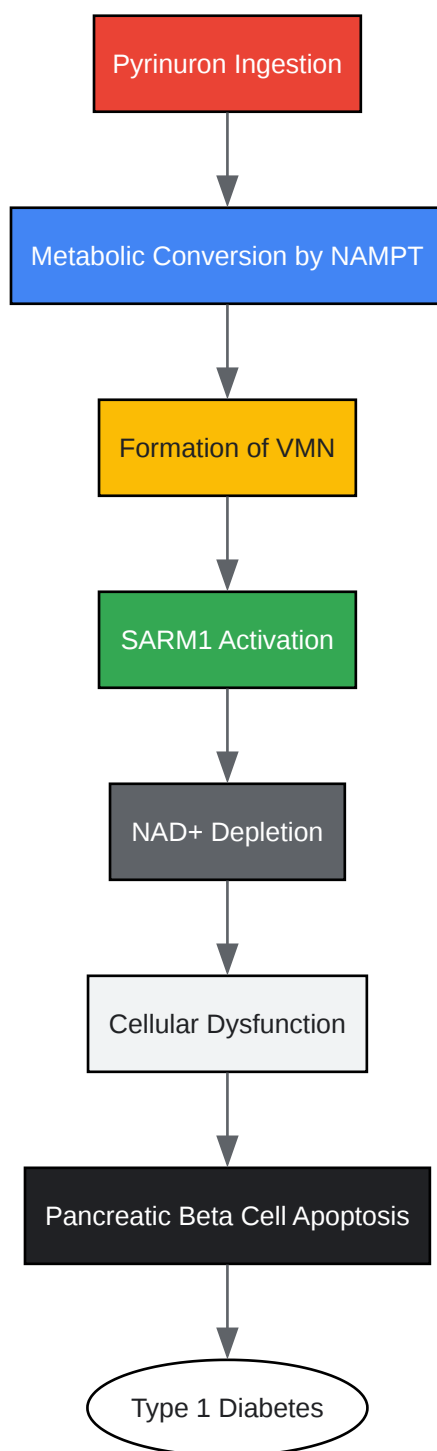 Pyrinuron Ingestion
Metabolic Conversion by NAMPT
Formation of VMN
SARM1 Activation
NAD+ Depletion
Cellular Dysfunction
Pancreatic Beta Cell Apoptosis
Type 1 Diabetes